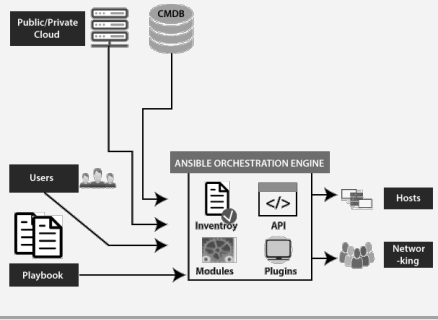 Public/Private
Cloud
CMDB
ANSIBLE ORCHESTRATION ENGINE
Users
</>
Inventroy
API
Hosts
Networ
-king
Modules
Plugins
Playbook